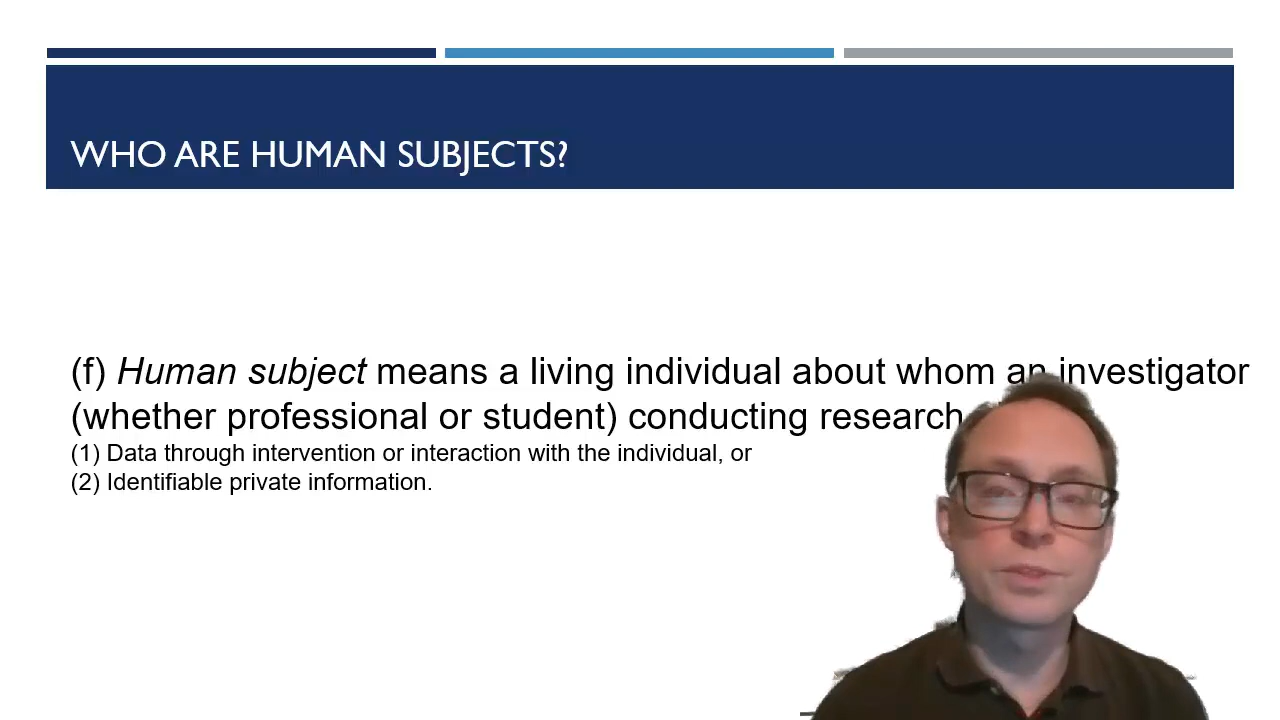 WHO ARE HUMAN SUBJECTS?
(f) Human subject means a living individual about whom an investigator
(whether professional or student) conducting research
(1) Data through intervention or interaction with the individual, or
(2) Identifiable private information.